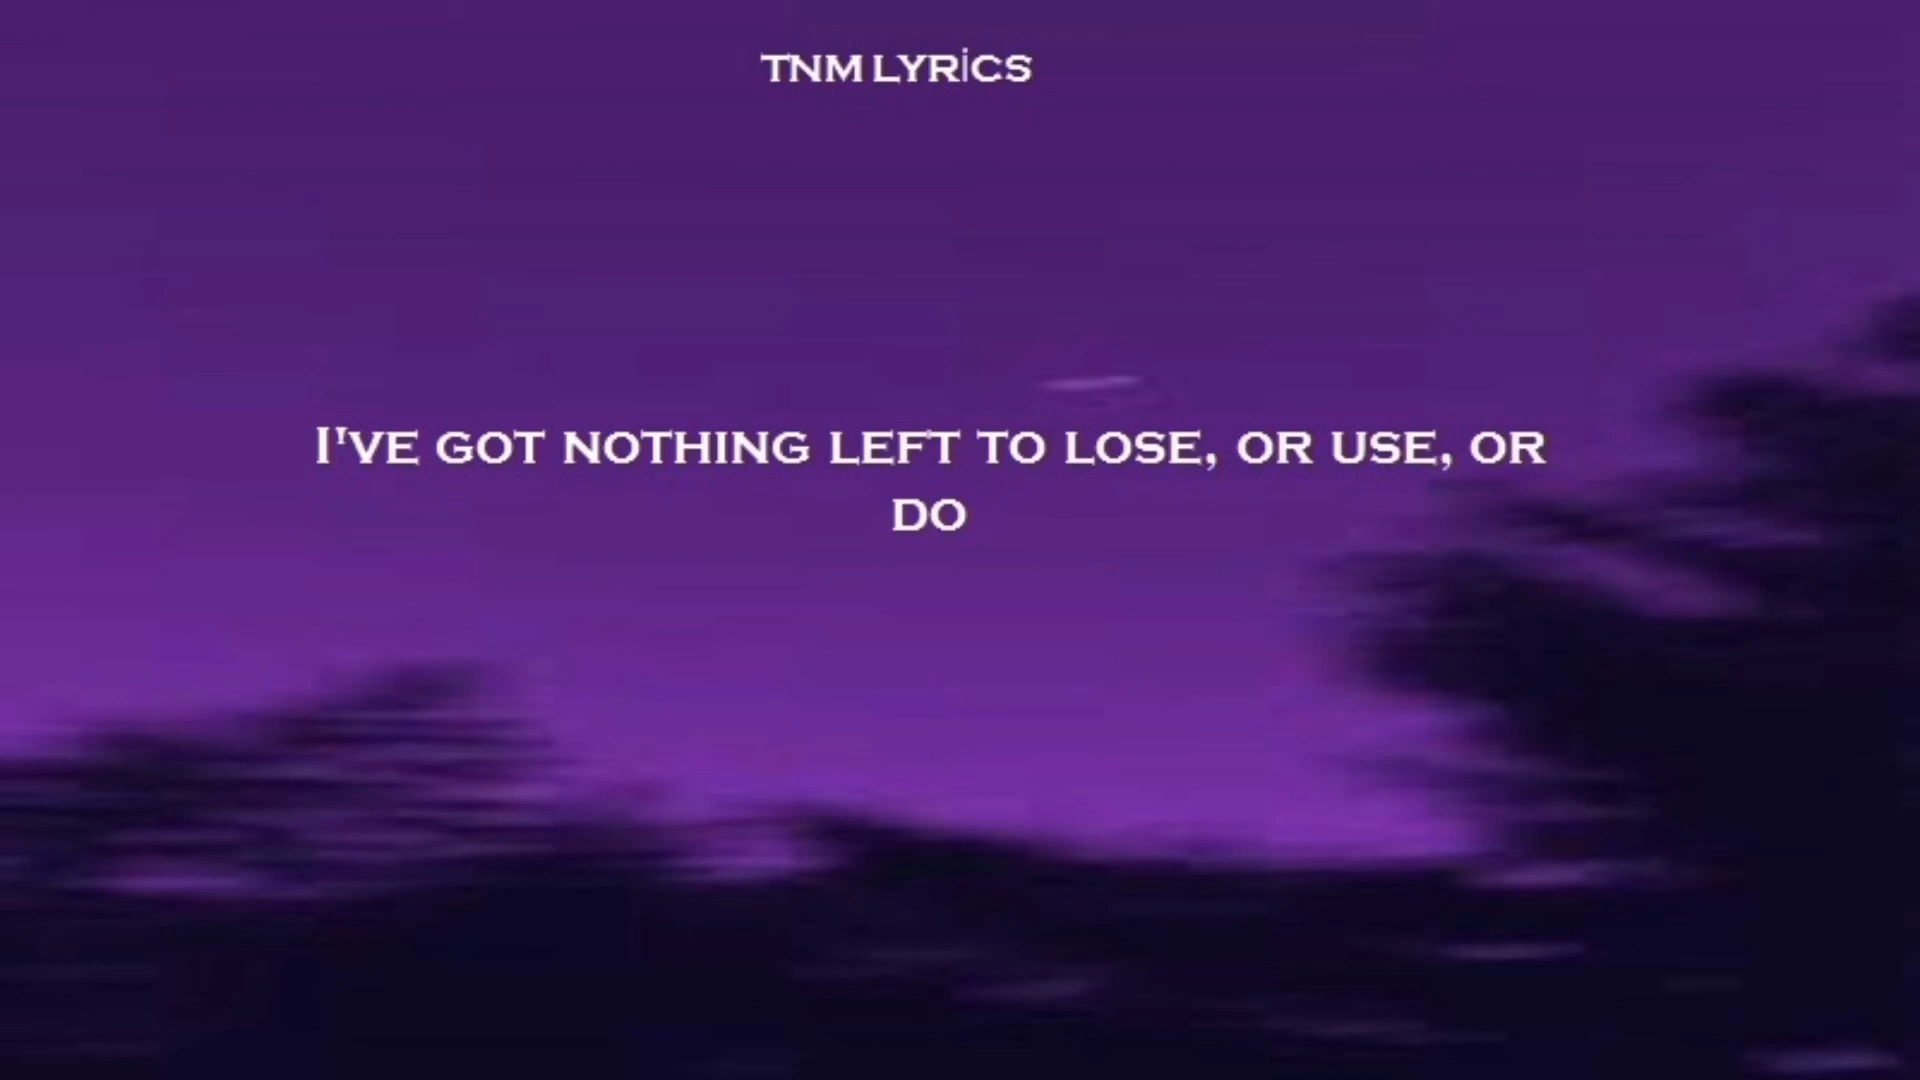 TNM LYRİCS
I'VE GOT NOTHING LEFT TO LOSE, OR USE, OR
DO